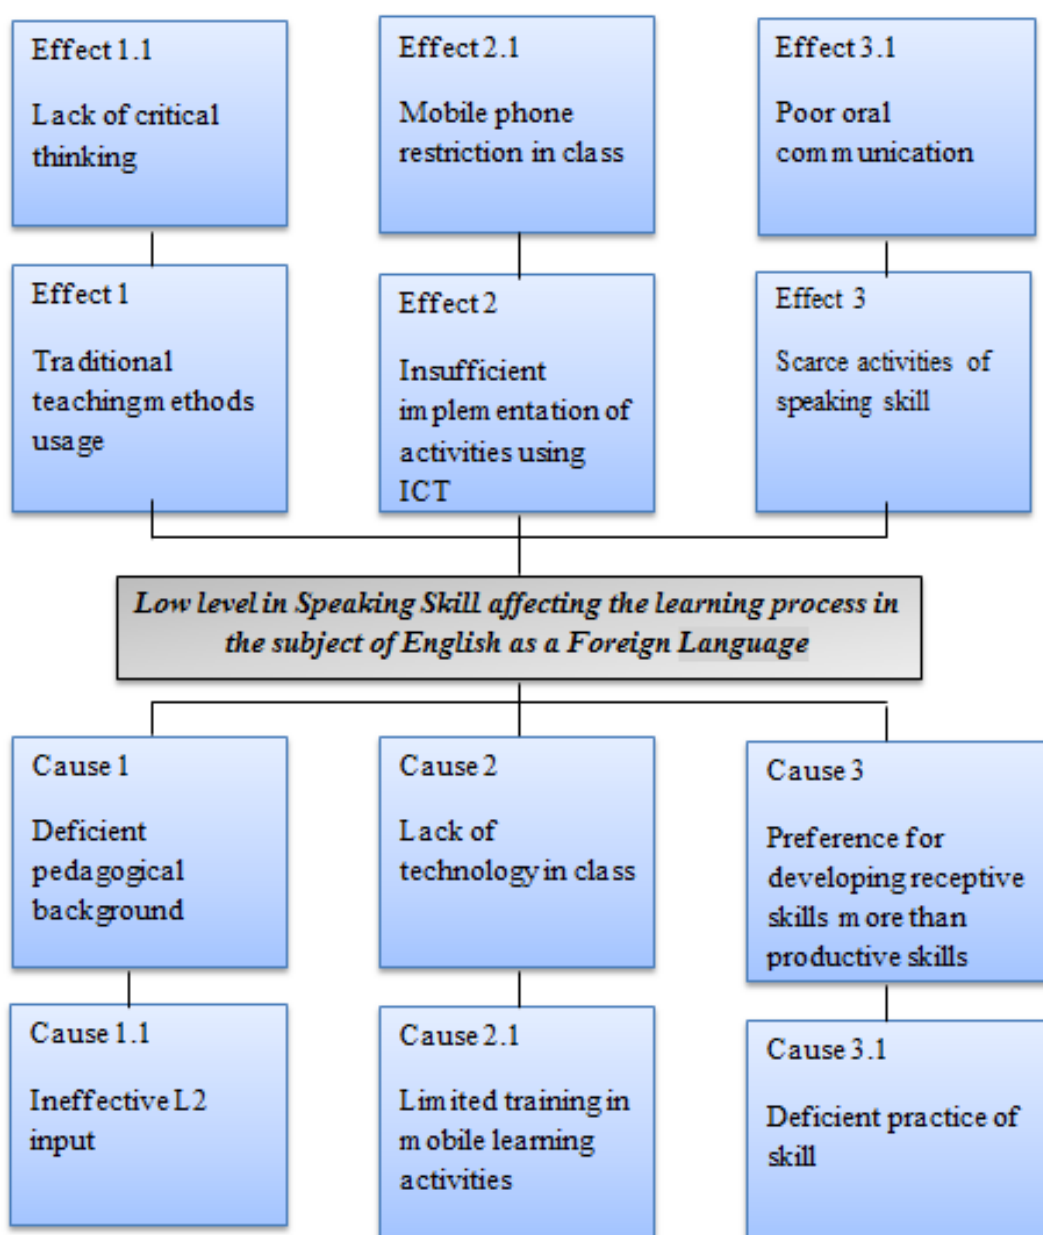 Effect 1.1
Lack of critical
thinking
Effect 2.1
Mobile phone
restriction in class
Effect 3.1
Poor oral
communication
Effect 1
Traditional
teaching methods
usage
Effect 2
Insufficient
implementation of
activities using
ICT
Effect 3
Scarce activities of
speaking skill
Low level in Speaking Skill affecting the learning process in
the subject of English as a Foreign Language
Cause 1
Deficient
pedagogical
background
Cause 2
Lack of
technology in class
Cause 3
Preference for
developing receptive
skills more than
productive skills
Cause 1.1
Ineffective L2
input
Cause 2.1
Limited training in
mobile learning
activities
Cause 3.1
Deficient practice of
skill